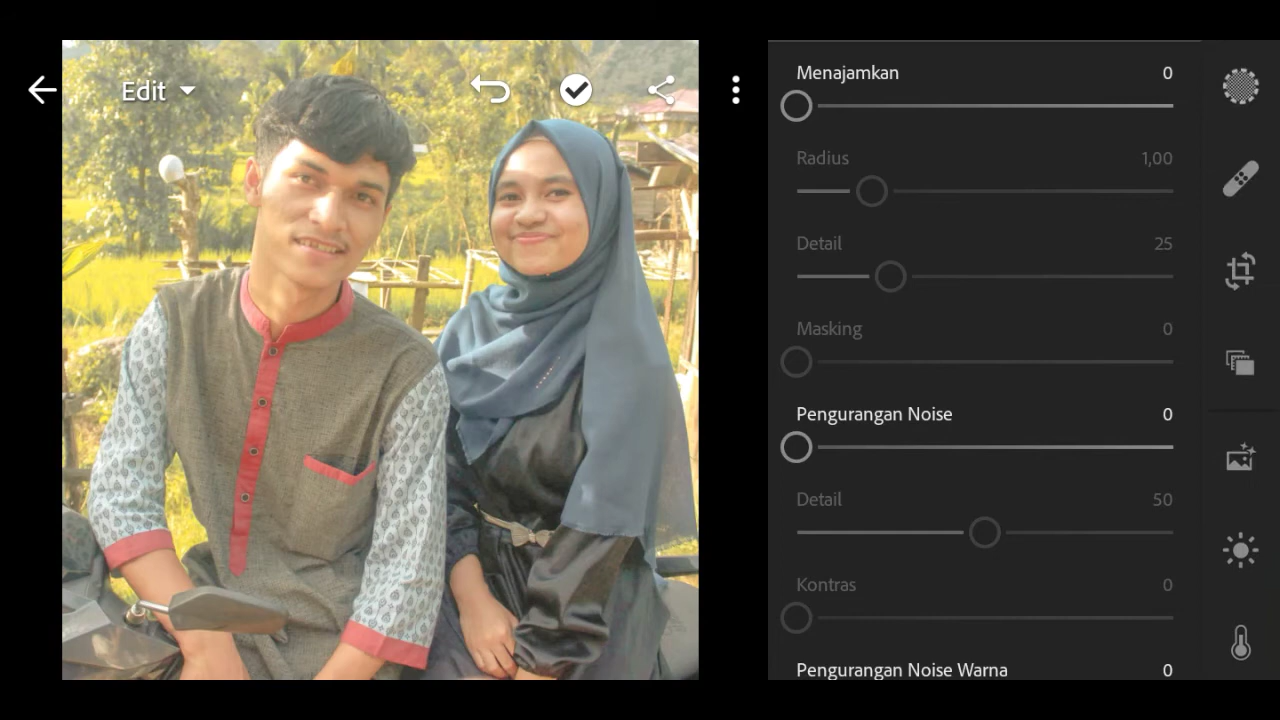 Edit
Menajamkan 0
Radius 1,00
Detail 25
Masking 0
Pengurangan Noise 0
Detail 50
Kontras 0
Pengurangan Noise Warna 0